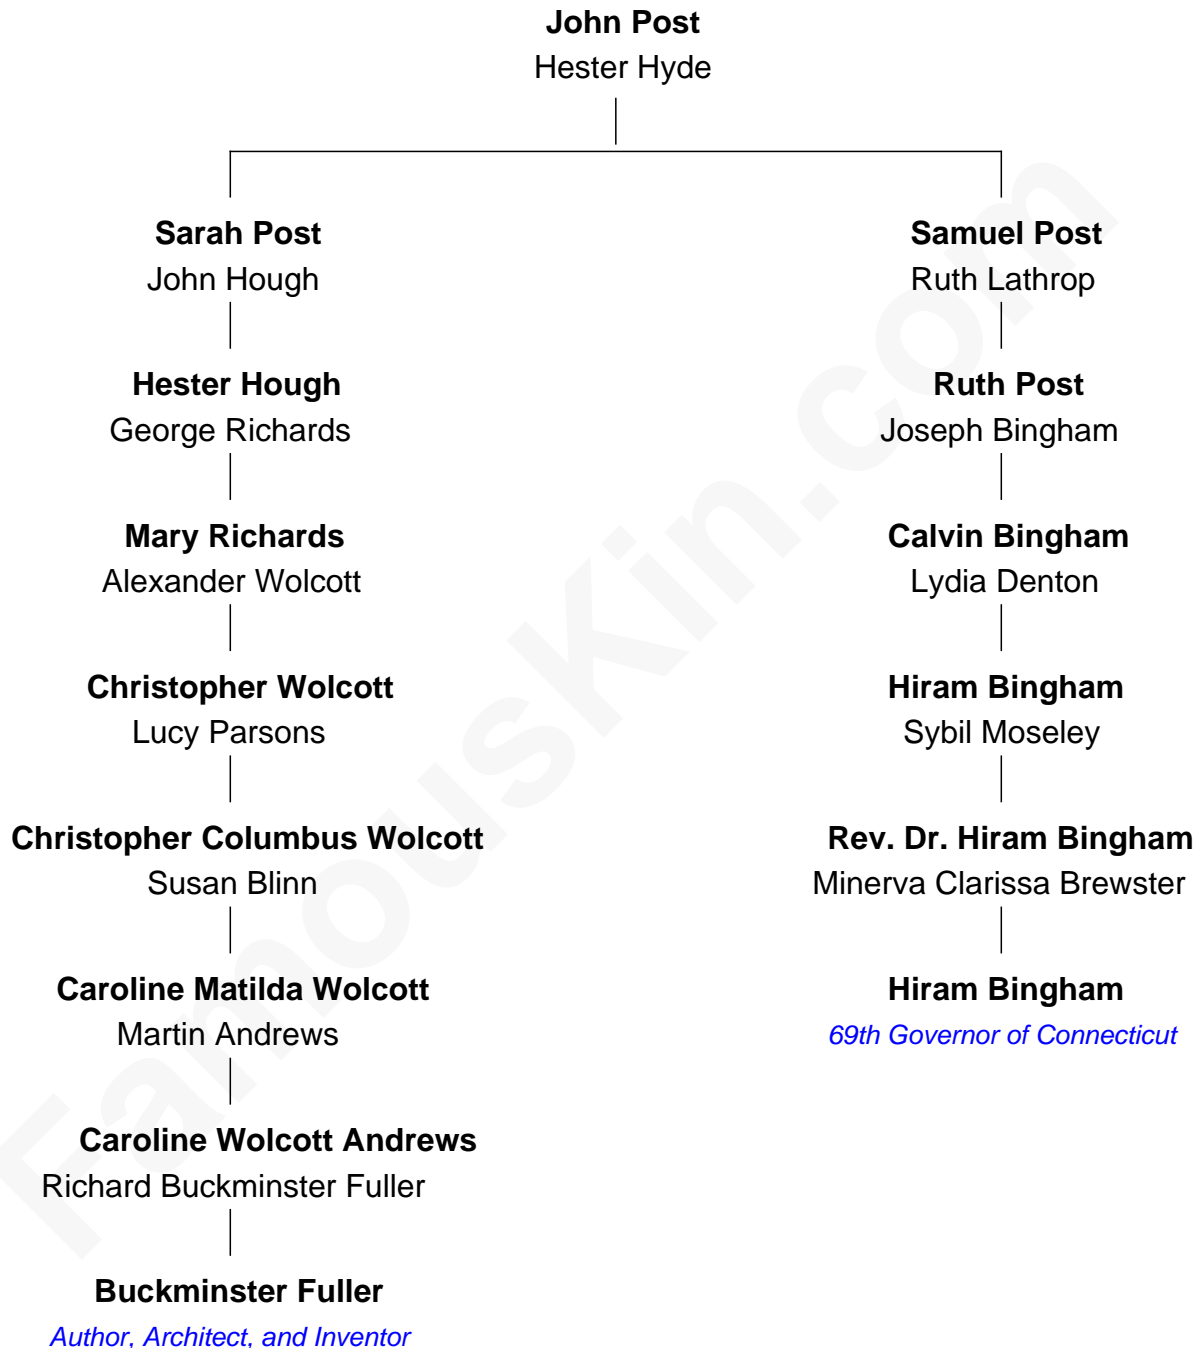 John Post
Hester Hyde
Sarah Post
John Hough
Hester Hough
George Richards
Mary Richards
Alexander Wolcott
Christopher Wolcott
Lucy Parsons
Christopher Columbus Wolcott
Susan Blinn
Caroline Matilda Wolcott
Martin Andrews
Caroline Wolcott Andrews
Richard Buckminster Fuller
Buckminster Fuller
Author, Architect, and Inventor
Samuel Post
Ruth Lathrop
Ruth Post
Joseph Bingham
Calvin Bingham
Lydia Denton
Hiram Bingham
Sybil Moseley
Rev. Dr. Hiram Bingham
Minerva Clarissa Brewster
Hiram Bingham
69th Governor of Connecticut
FamousKin.com